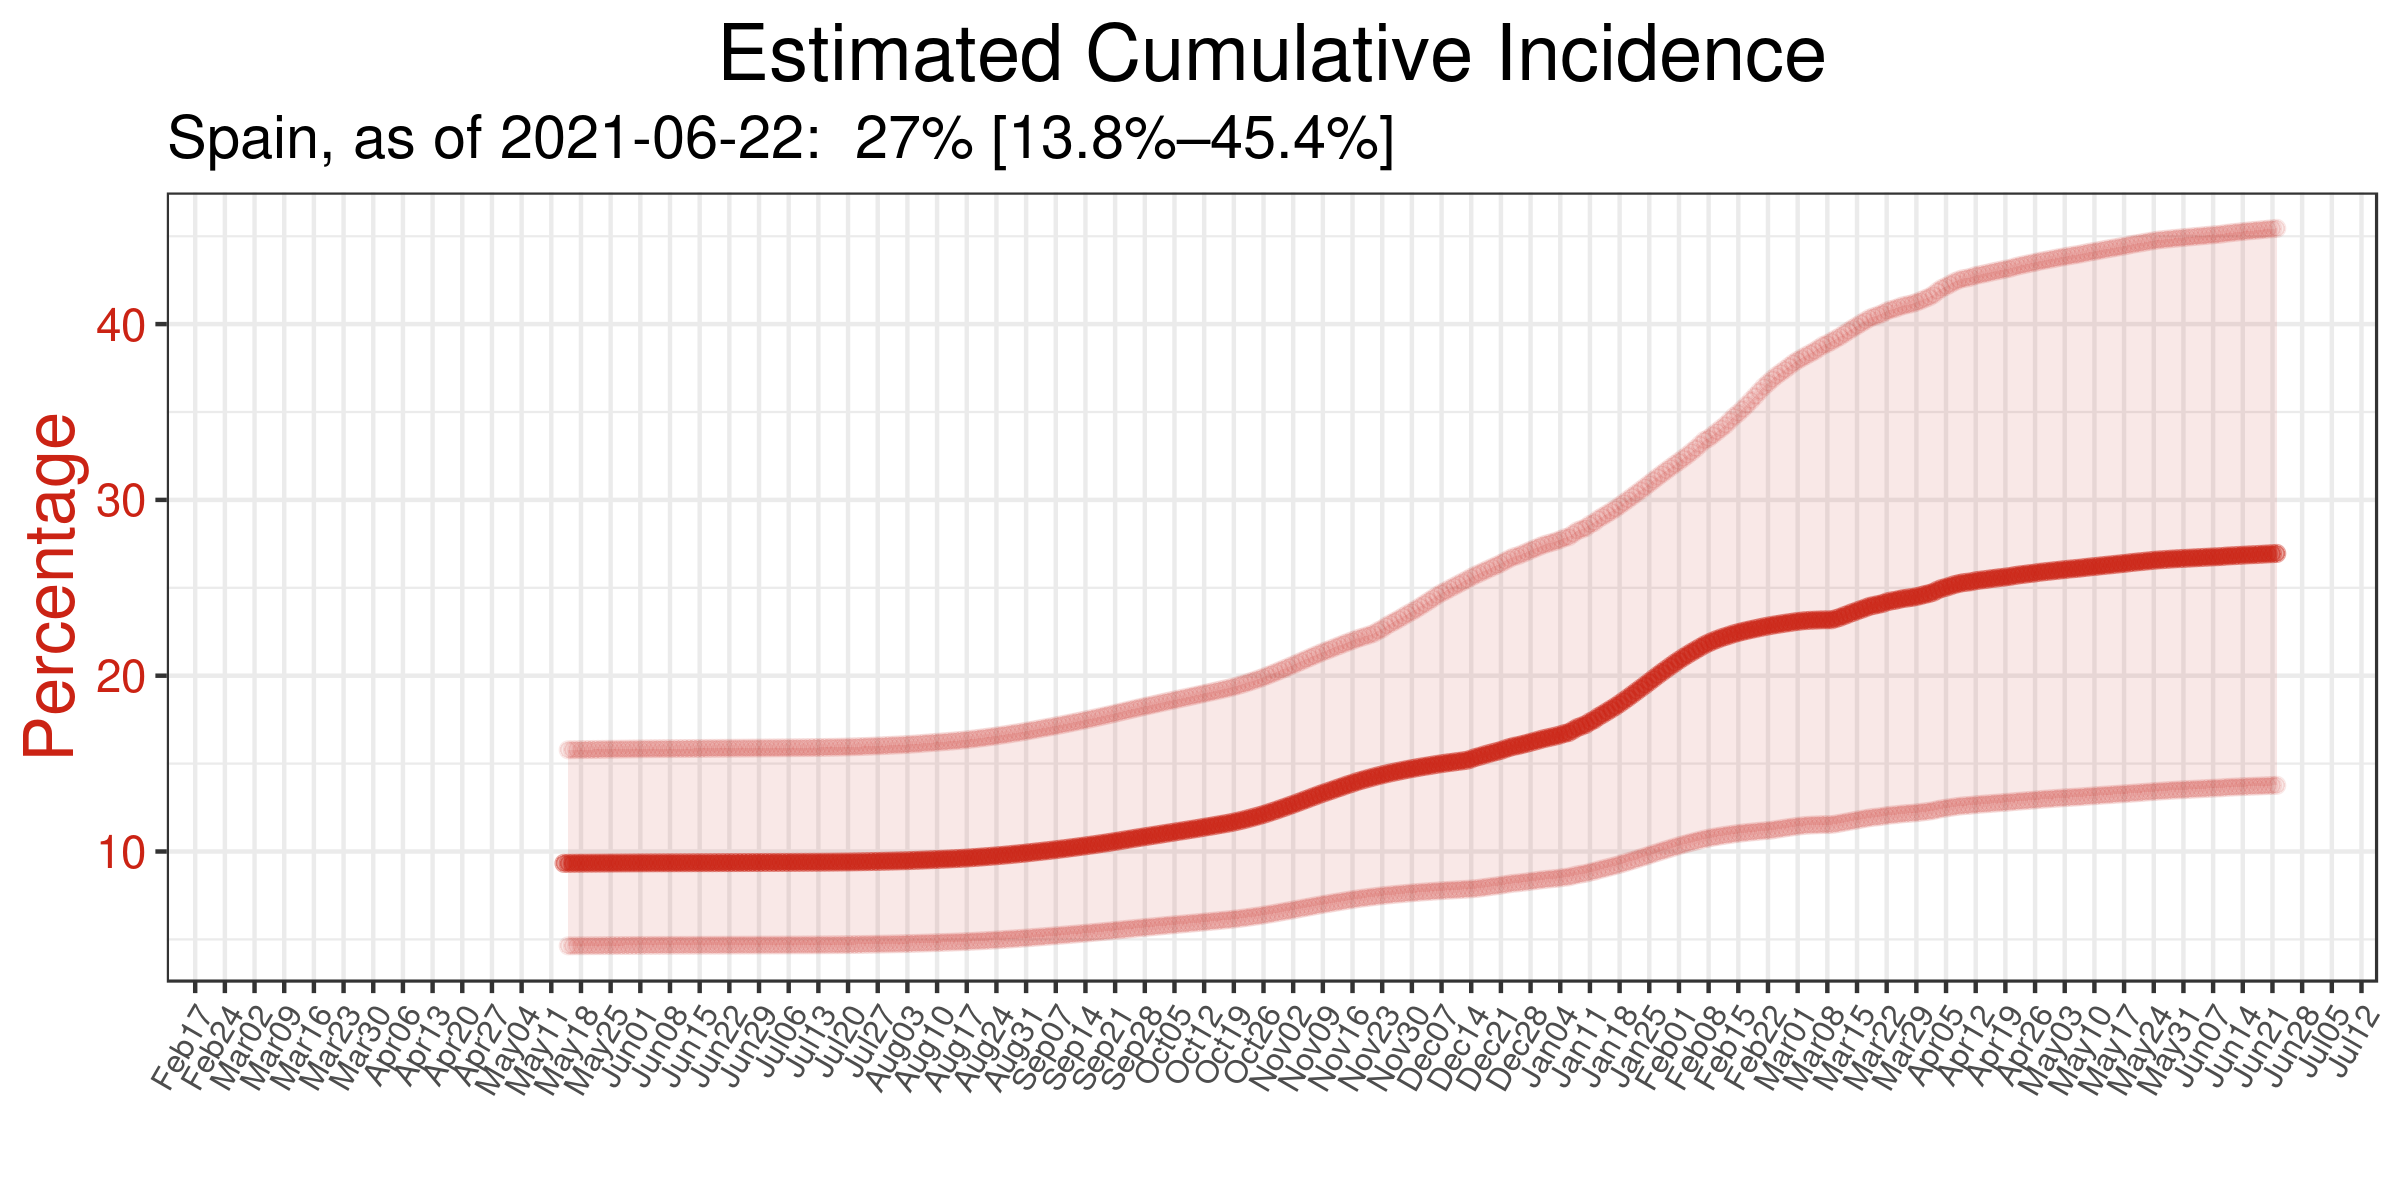 Estimated Cumulative Incidence
Spain, as of 2021-06-22:  27% [13.8%–45.4%]
Percentage
40
30
20
10
Feb17
Feb24
Mar02
Mar09
Mar16
Mar23
Mar30
Apr06
Apr13
Apr20
Apr27
May04
May11
May18
May25
Jun01
Jun08
Jun15
Jun22
Jun29
Jul06
Jul13
Jul20
Jul27
Aug03
Aug10
Aug17
Aug24
Aug31
Sep07
Sep14
Sep21
Sep28
Oct05
Oct12
Oct19
Oct26
Nov02
Nov09
Nov16
Nov23
Nov30
Dec07
Dec14
Dec21
Dec28
Jan04
Jan11
Jan18
Jan25
Feb01
Feb08
Feb15
Feb22
Mar01
Mar08
Mar15
Mar22
Mar29
Apr05
Apr12
Apr19
Apr26
May03
May10
May17
May24
May31
Jun07
Jun14
Jun21
Jun28
Jul05
Jul12